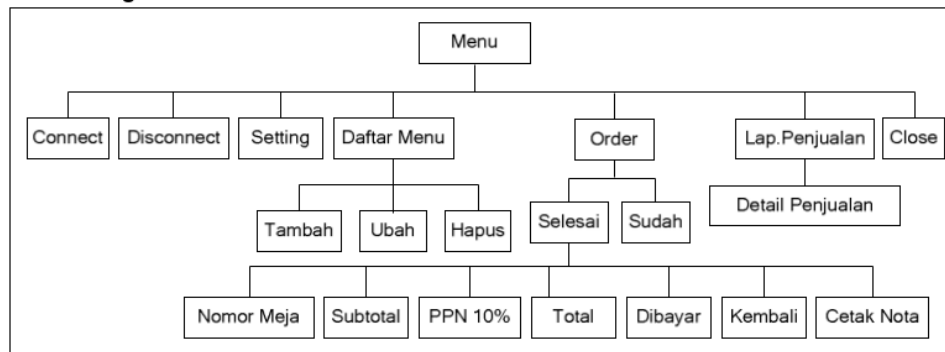 Menu
Connect
Disconnect
Setting
Daftar Menu
Order
Lap.Penjualan
Close
Tambah
Ubah
Hapus
Selesai
Sudah
Detail Penjualan
Nomor Meja
Subtotal
PPN 10%
Total
Dibayar
Kembali
Cetak Nota